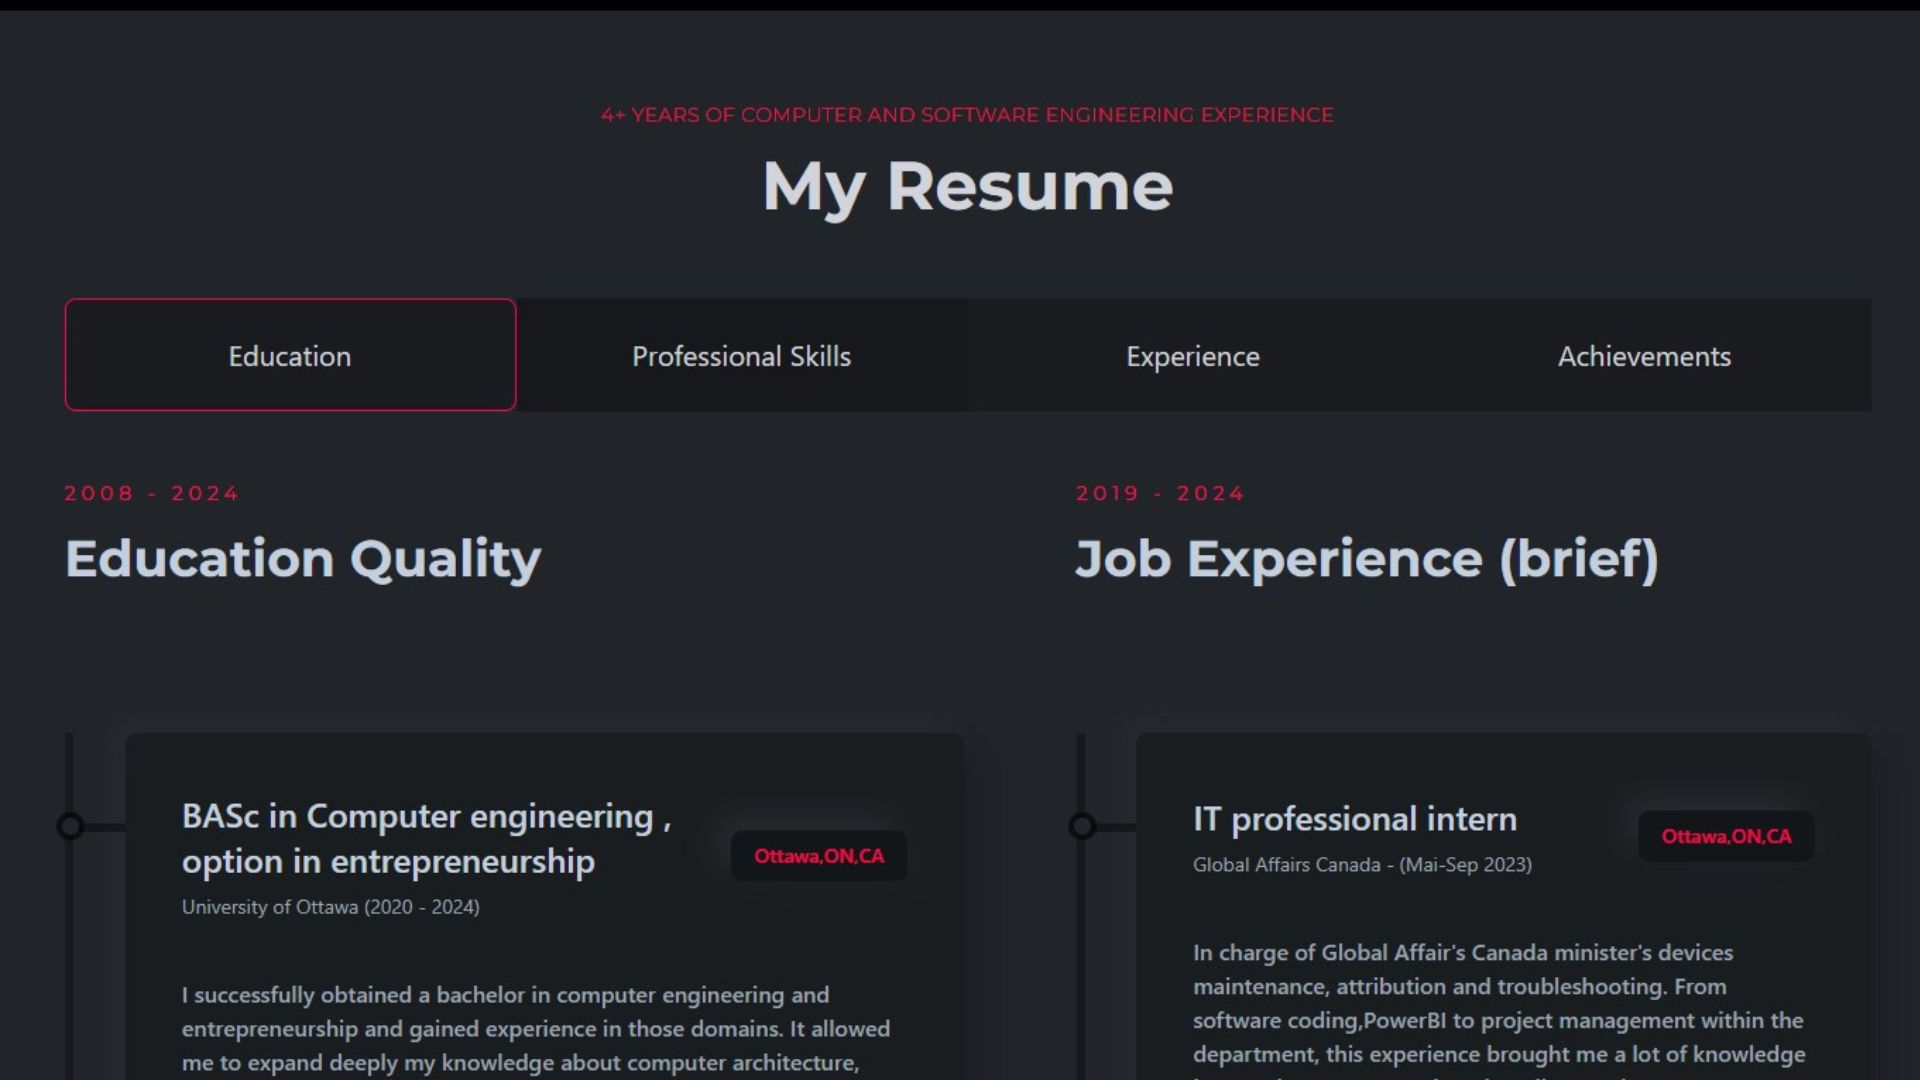 4+ YEARS OF COMPUTER AND SOFTWARE ENGINEERING EXPERIENCE
My Resume
Education
Professional Skills
Experience
Achievements
2008 - 2024
Education Quality
BASc in Computer engineering ,
option in entrepreneurship
Ottawa,ON,CA
University of Ottawa (2020 - 2024)
I successfully obtained a bachelor in computer engineering and
entrepreneurship and gained experience in those domains. It allowed
me to expand deeply my knowledge about computer architecture,
2019 - 2024
Job Experience (brief)
IT professional intern
Ottawa,ON,CA
Global Affairs Canada - (Mai-Sep 2023)
In charge of Global Affair's Canada minister's devices
maintenance, attribution and troubleshooting. From
software coding,PowerBI to project management within the
department, this experience brought me a lot of knowledge